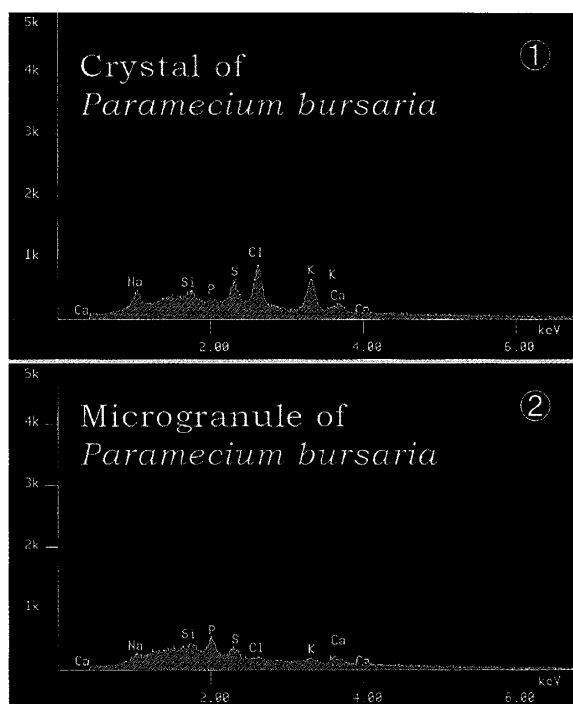 5k
①
4k
Crystal of
Paramecium bursaria
3k
2k
1k
Cl
Na Si P S K K
Ca Ca Ca
keV
2.00 4.00 6.00
5k
②
4k
Microgranule of
Paramecium bursaria
3k
2k
1k
Na Si P S Cl K Ca
Ca K Ca
keV
2.00 4.00 6.00